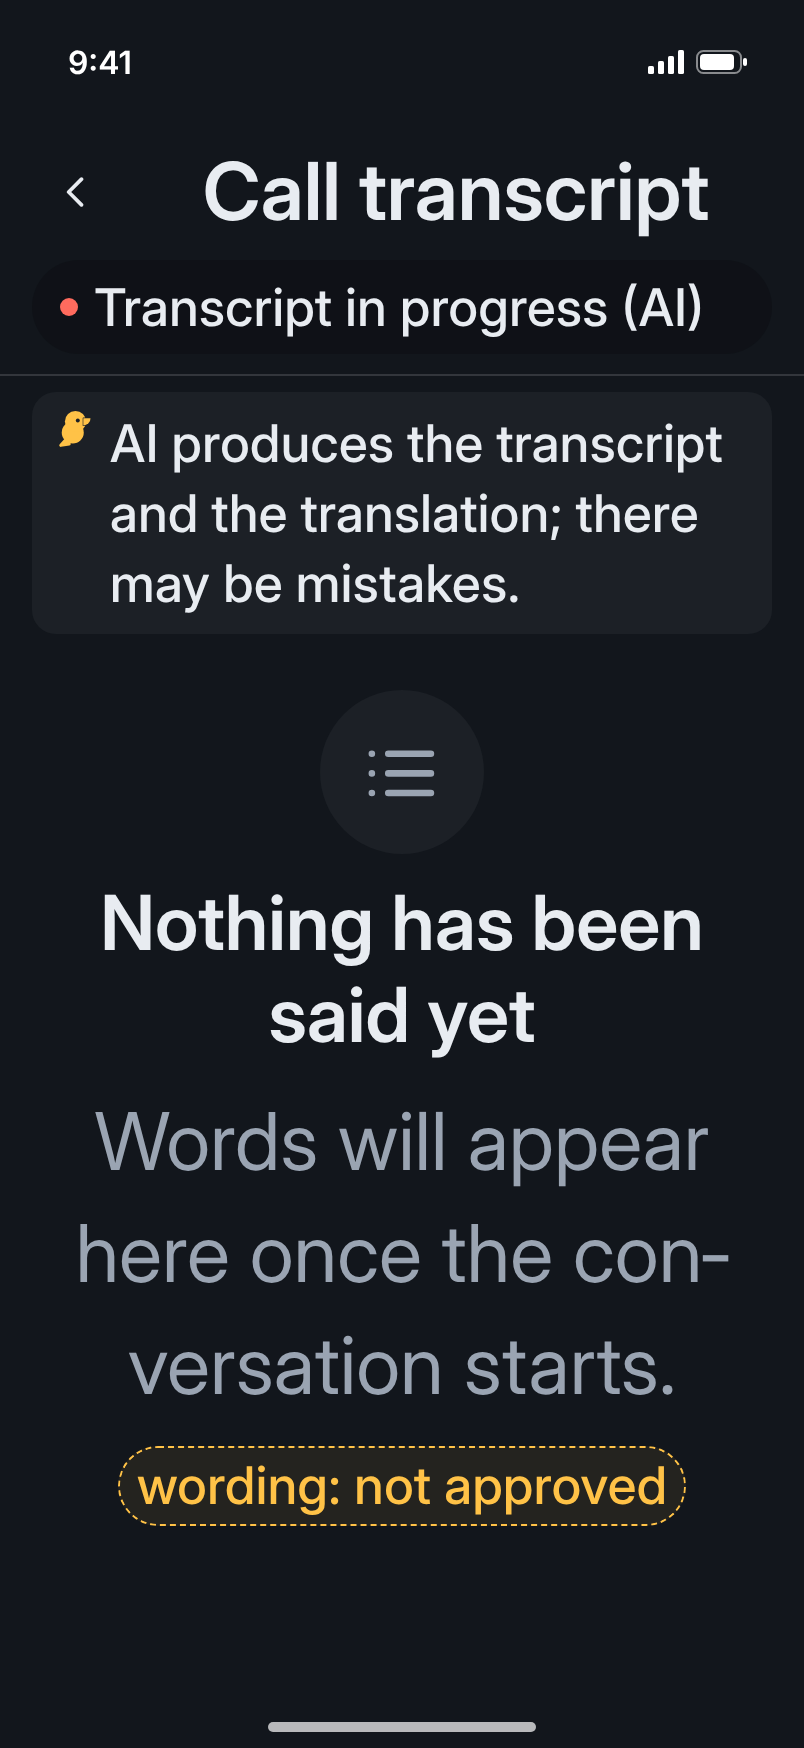 9:41
Call transcript
Transcript in progress (AI)
AI produces the transcript
and the translation; there
may be mistakes.
Nothing has been
said yet
Words will appear
here once the con-
versation starts.
wording: not approved